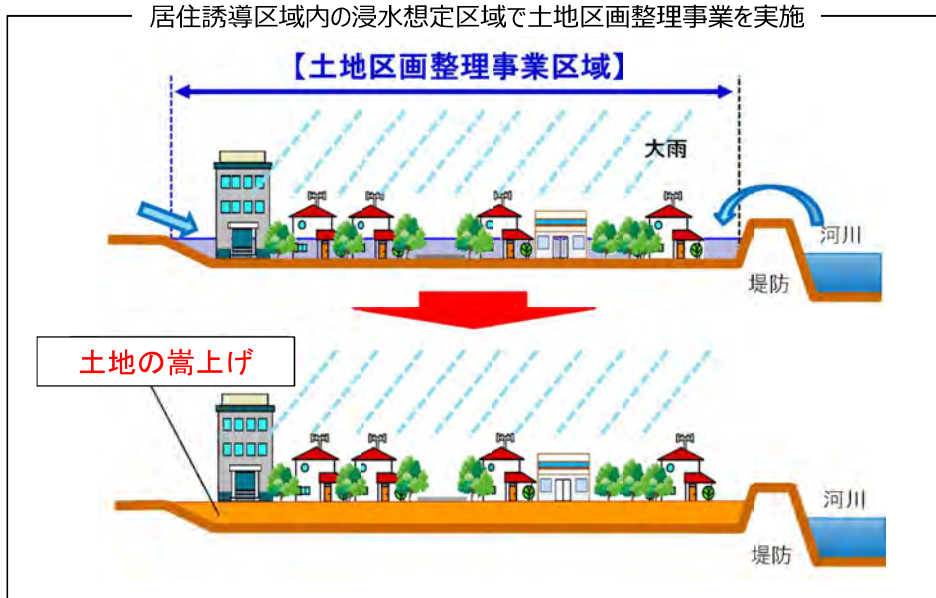 居住誘導区域内の浸水想定区域で土地区画整理事業を実施
【土地区画整理事業区域】
大雨
河川
堤防
土地の嵩上げ
河川
堤防